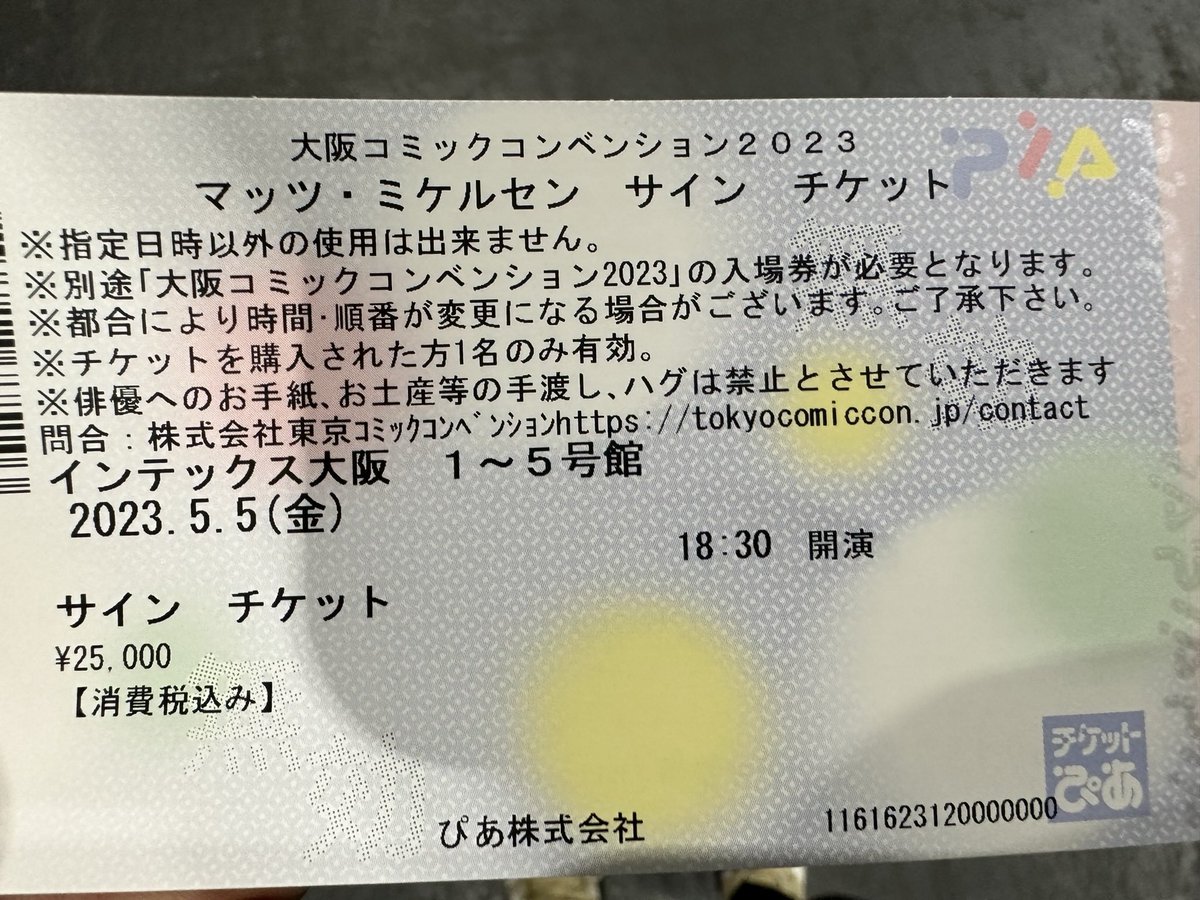 大阪コミックコンベンション２０２３
PIA
マッツ・ミケルセン　サイン　チケット
※指定日時以外の使用は出来ません。
※別途「大阪コミックコンベンション2023」の入場券が必要となります。
※都合により時間・順番が変更になる場合がございます。ご了承下さい。
※チケットを購入された方1名のみ有効。
※俳優へのお手紙、お土産等の手渡し、ハグは禁止とさせていただきます
問合：株式会社東京ｺﾐｯｸｺﾝﾍﾞﾝｼｮﾝhttps://tokyocomiccon.jp/contact
インテックス大阪　１～５号館
2023.5.5(金)
18:30　開演
サイン　チケット
¥25,000
【消費税込み】
無効
無効
チケットぴあ
ぴあ株式会社
1161623120000000